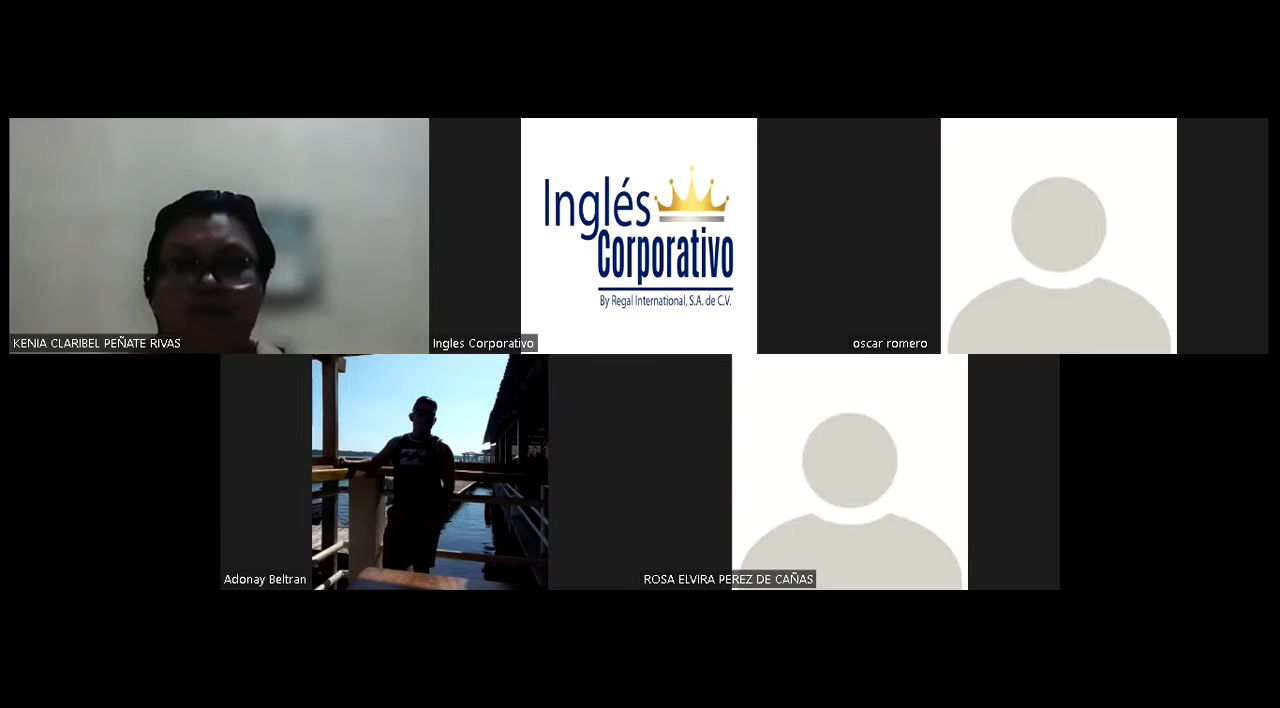 Inglés
Corporativo
By Regal International, S.A. de C.V.
KENIA CLARIBEL PEÑATE RIVAS
Ingles Corporativo
oscar romero
Adonay Beltran
ROSA ELVIRA PEREZ DE CAÑAS